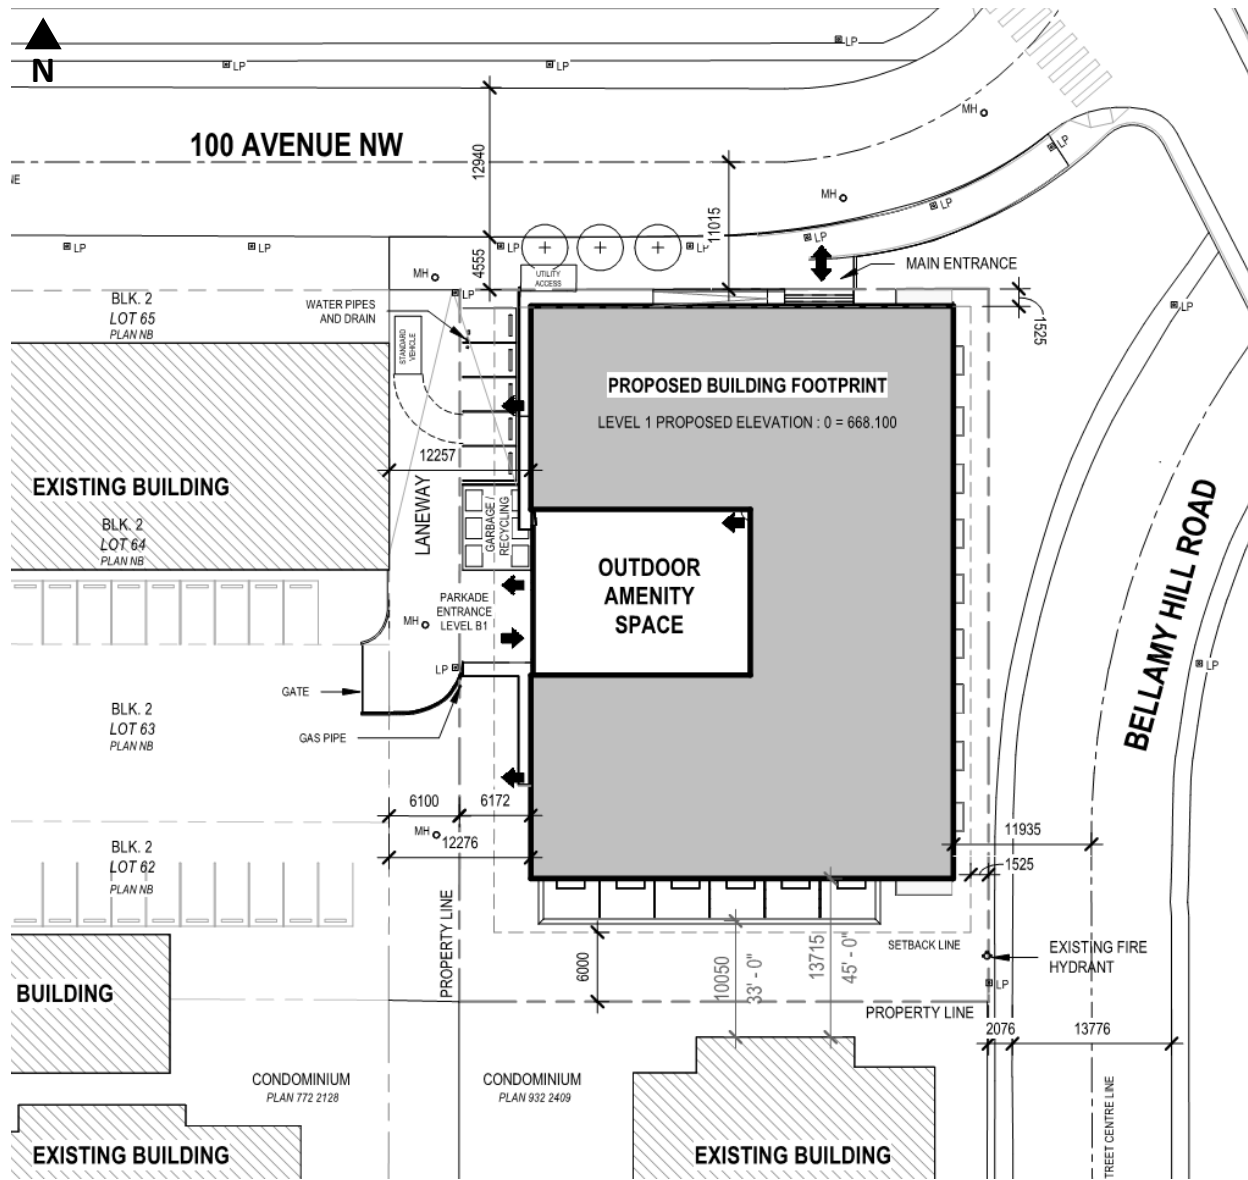 LP
LP
LP
N
MH
100 AVENUE NW
12940
LP
NE
MH
LP
11015
LP
LP
LP
LP
LP
4555
MH
UTILITY
ACCESS
MAIN ENTRANCE
BLK. 2
LOT 65
PLAN NB
WATER PIPES
AND DRAIN
LP
LP
1525
STANDARD
VEHICLE
PROPOSED BUILDING FOOTPRINT
LEVEL 1 PROPOSED ELEVATION : 0 = 668.100
12257
EXISTING BUILDING
LANEWAY
GARBAGE /
RECYCLING
BLK. 2
LOT 64
PLAN NB
OUTDOOR
AMENITY
SPACE
BELLAMY HILL ROAD
PARKADE
ENTRANCE
LEVEL B1
MH
LP
LP
GATE
BLK. 2
LOT 63
PLAN NB
GAS PIPE
6100
6172
MH
12276
11935
1525
BLK. 2
LOT 62
PLAN NB
PROPERTY LINE
6000
10050
33' - 0"
13715
45' - 0"
SETBACK LINE
EXISTING FIRE
HYDRANT
LP
BUILDING
PROPERTY LINE
2076
13776
CONDOMINIUM
PLAN 772 2128
CONDOMINIUM
PLAN 932 2409
TREET CENTRE LINE
EXISTING BUILDING
EXISTING BUILDING